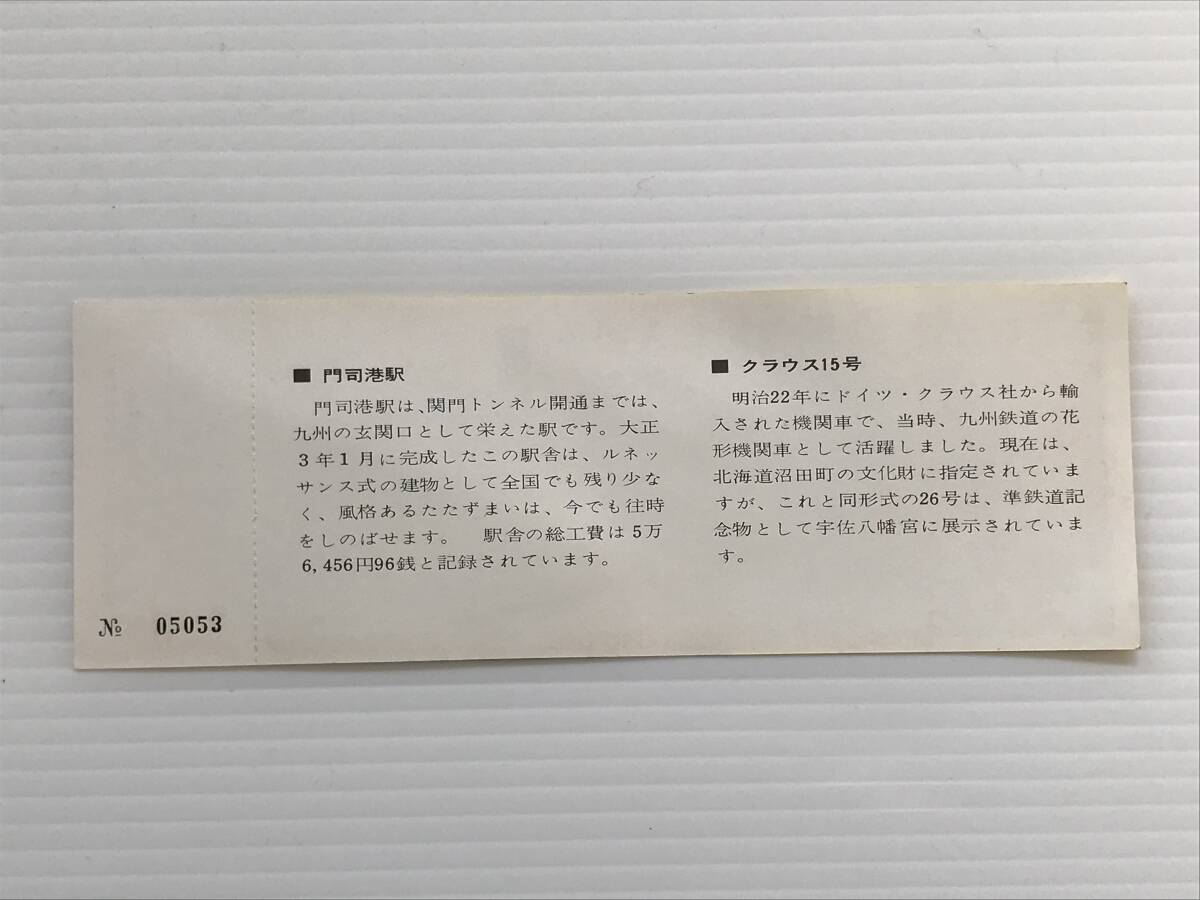 ■ 門司港駅
門司港駅は、関門トンネル開通までは、
九州の玄関口として栄えた駅です。大正
3年1月に完成したこの駅舎は、ルネッ
サンス式の建物として全国でも残り少な
く、風格あるたたずまいは、今でも往時
をしのばせます。　駅舎の総工費は5万
6,456円96銭と記録されています。
■ クラウス15号
明治22年にドイツ・クラウス社から輸
入された機関車で、当時、九州鉄道の花
形機関車として活躍しました。現在は、
北海道沼田町の文化財に指定されていま
すが、これと同形式の26号は、準鉄道記
念物として宇佐八幡宮に展示されていま
す。
№ 05053